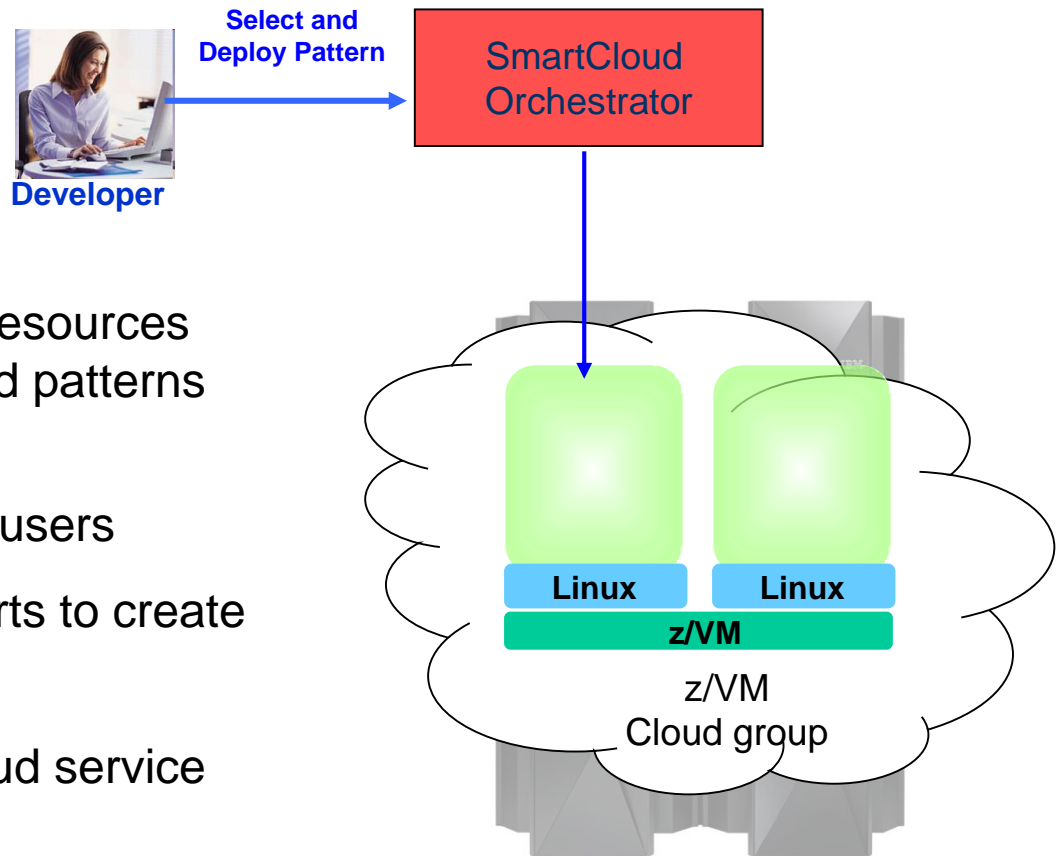 Select and
Deploy Pattern
SmartCloud
Orchestrator
Developer
esources
d patterns
users
rts to create
ud service
Linux
Linux
z/VM
z/VM
Cloud group